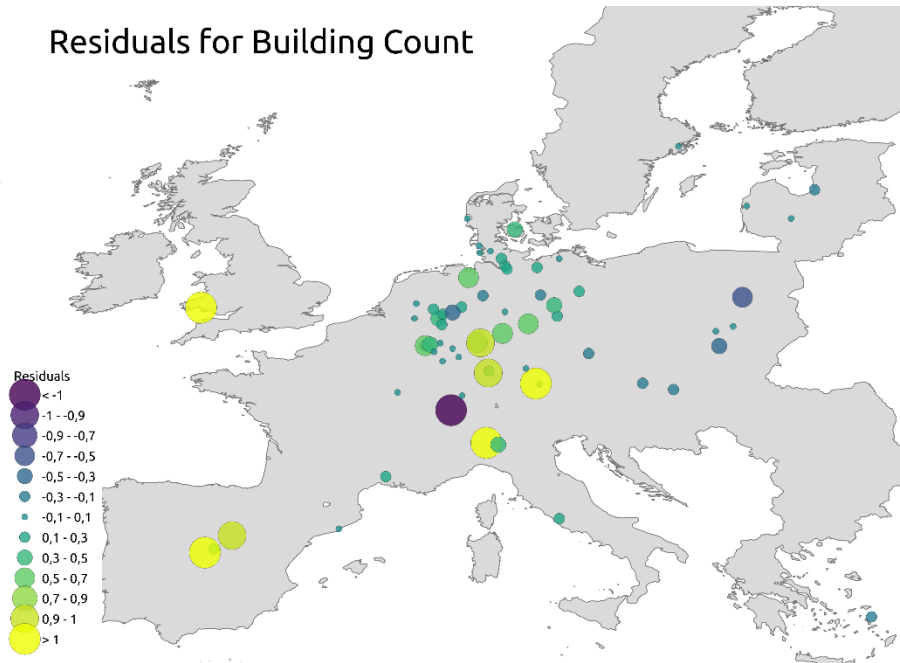 Residuals for Building Count
Residuals
< -1
-1 - -0,9
-0,9 - -0,7
-0,7 - -0,5
-0,5 - -0,3
-0,3 - -0,1
-0,1 - 0,1
0,1 - 0,3
0,3 - 0,5
0,5 - 0,7
0,7 - 0,9
0,9 - 1
> 1